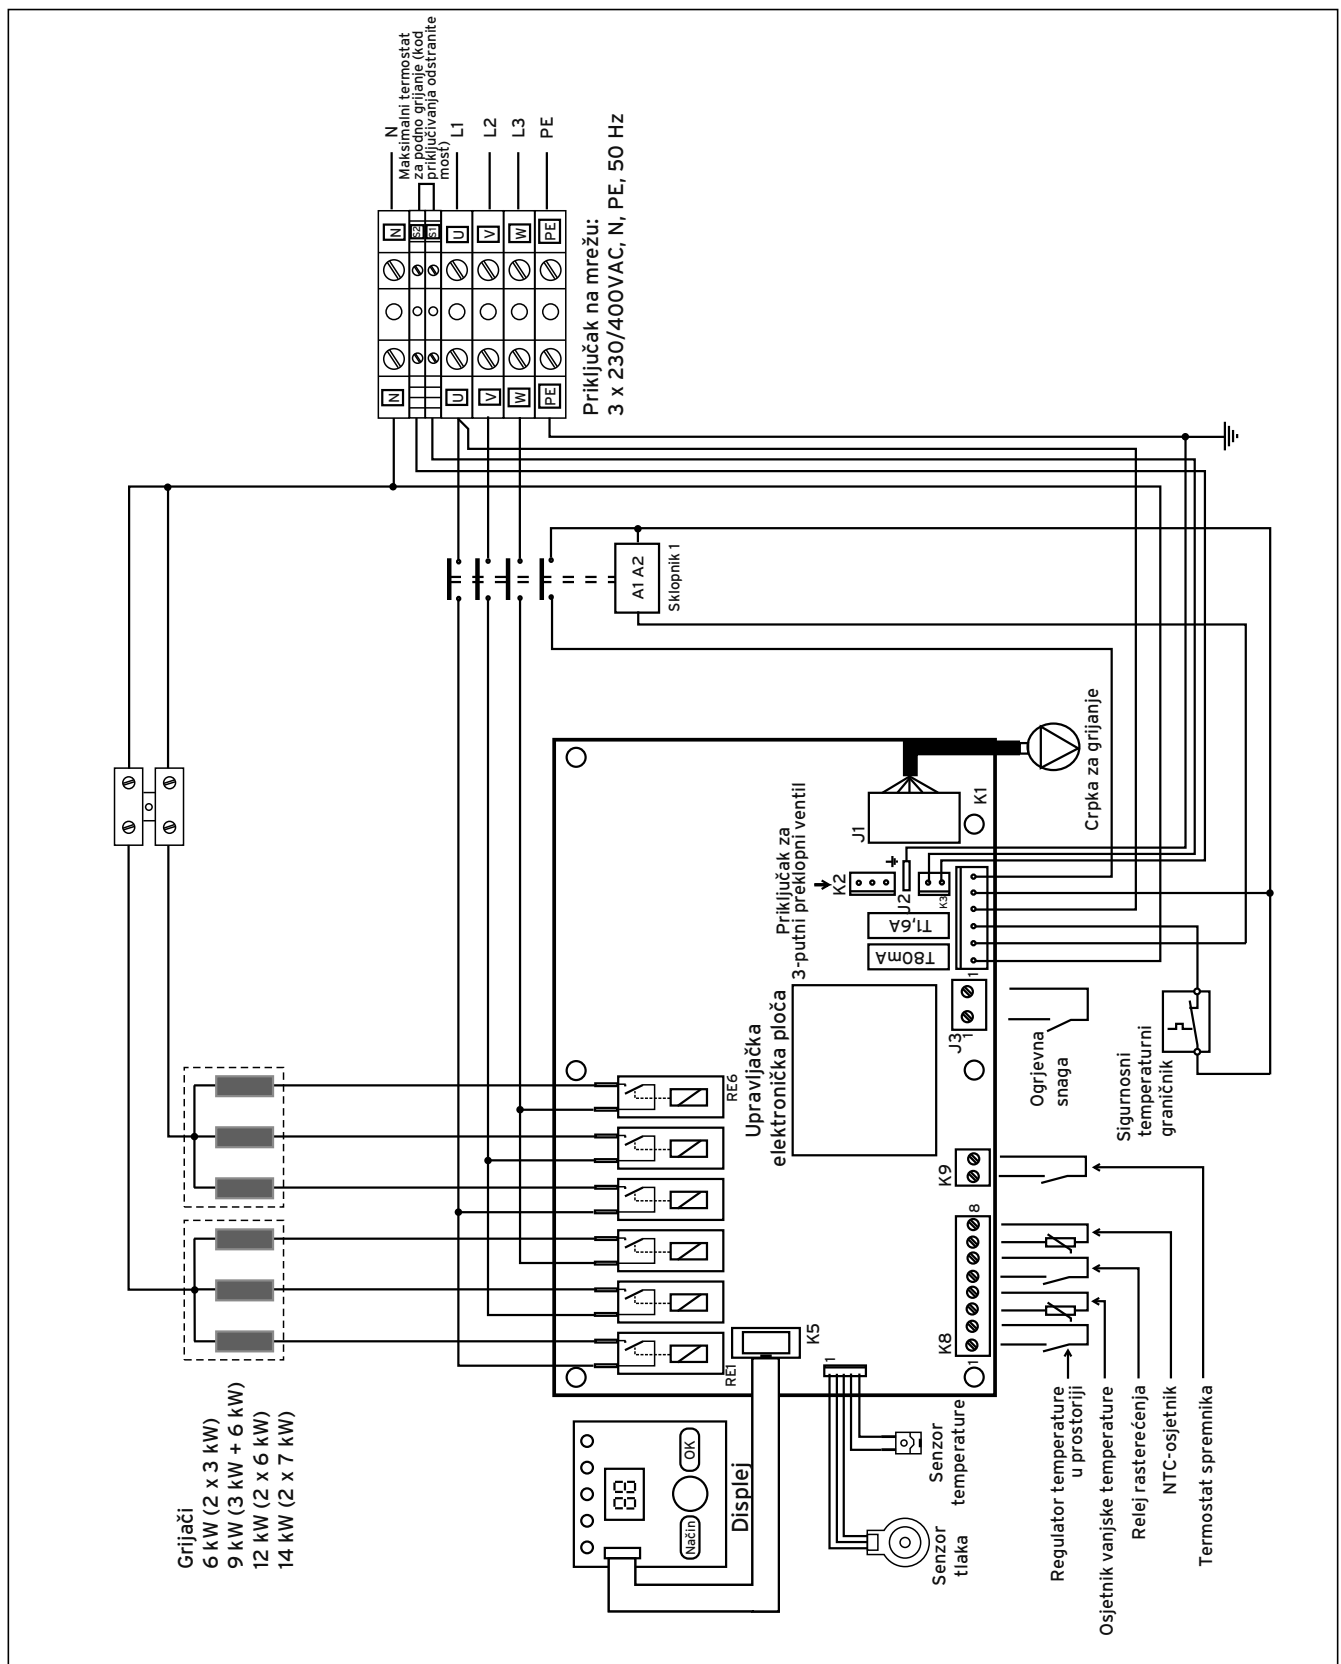 Grijači
6 kW (2 x 3 kW)
9 kW (3 kW + 6 kW)
12 kW (2 x 6 kW)
14 kW (2 x 7 kW)
N
Maksimalni termostat
za podno grijanje (kod
priključivanja odstranite
most)
L1
L2
L3
PE
N
S2
S1
U
V
W
PE
N
U
V
W
PE
Priključak na mrežu:
3 x 230/400VAC, N, PE, 50 Hz
A1 A2
Sklopnik 1
RE1
RE6
Upravljačka
elektronička ploča
Priključak za
3-putni preklopni ventil
K2
J2
J1
K1
K3
T1,6A
T80mA
1
J3
1
K9
8
K8
1
K5
1
Crpka za grijanje
Ogrjevna
snaga
Sigurnosni
temperaturni
graničnik
88
OK
Način
Displej
Senzor
temperature
Senzor
tlaka
Regulator temperature
u prostoriji
Osjetnik vanjske temperature
Relej rasterećenja
NTC-osjetnik
Termostat spremnika